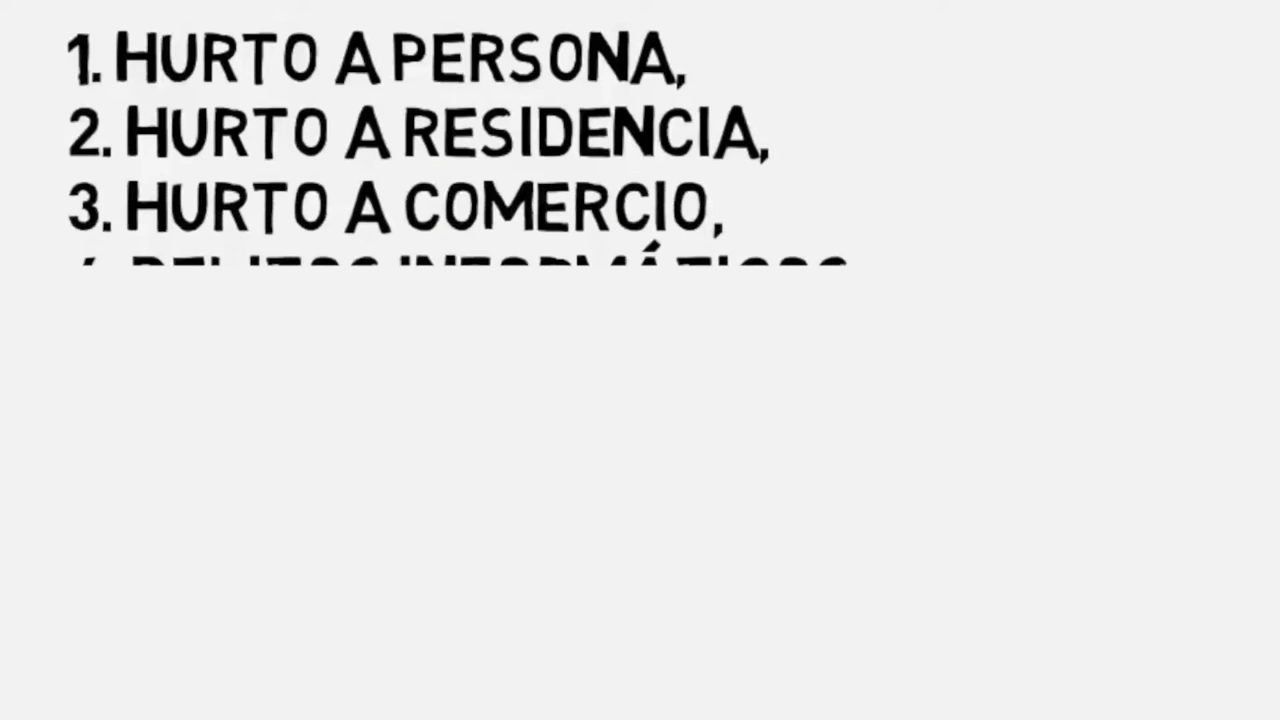 1. HURTO A PERSONA,
2. HURTO A RESIDENCIA,
3. HURTO A COMERCIO,